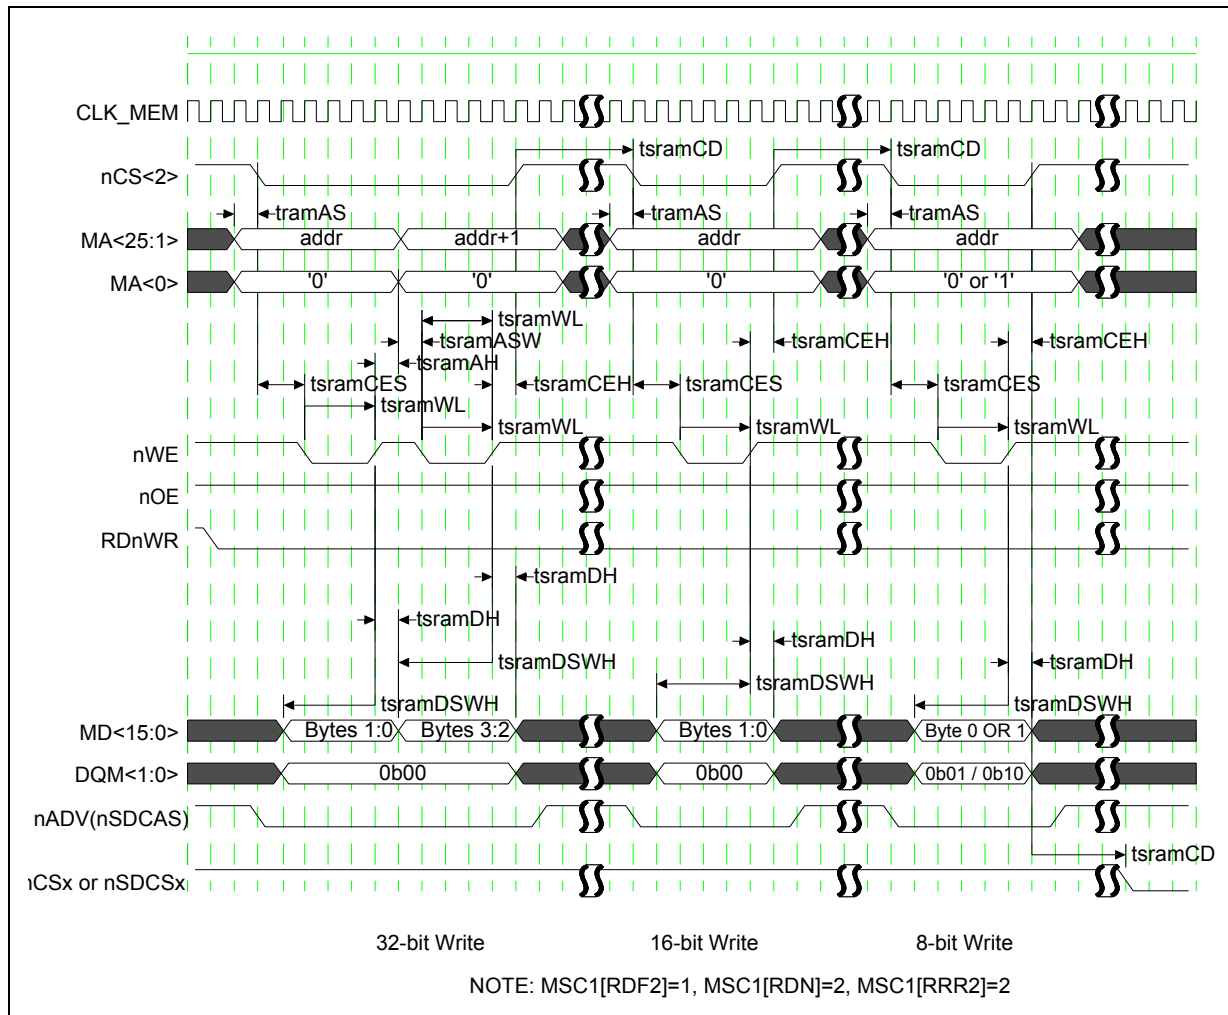 CLK_MEM
tsramCD tsramCD
nCS<2>
tramAS tramAS tramAS
MA<25:1> addr addr+1 addr addr
MA<0> '0' '0' '0' '0' or '1'
tsramWL
tsramASW tsramCEH tsramCEH
tsramAH
tsramCES tsramCEH tsramCES tsramCES
tsramWL
tsramWL tsramWL tsramWL
nWE
nOE
RDnWR
tsramDH
tsramDH
tsramDH tsramDH
tsramDSWH
tsramDSWH
tsramDSWH tsramDSWH
MD<15:0> Bytes 1:0 Bytes 3:2 Bytes 1:0 Byte 0 OR 1
DQM<1:0> 0b00 0b00 0b01 / 0b10
nADV(nSDCAS)
tsramCD
nCSx or nSDCSx
32-bit Write 16-bit Write 8-bit Write
NOTE: MSC1[RDF2]=1, MSC1[RDN]=2, MSC1[RRR2]=2